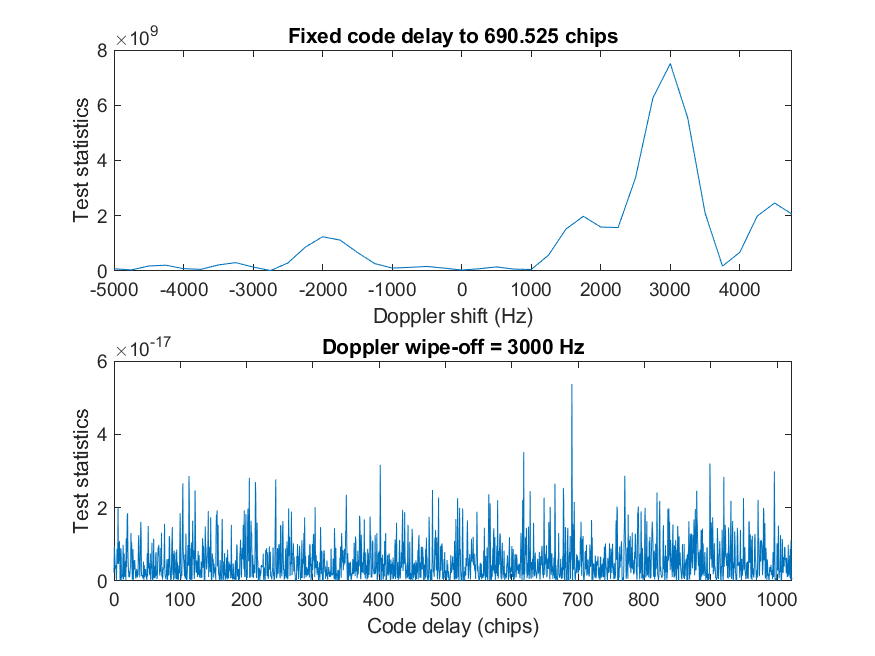 ×10^9
Fixed code delay to 690.525 chips
8
6
4
2
0
Test statistics
-5000 -4000 -3000 -2000 -1000 0 1000 2000 3000 4000
Doppler shift (Hz)
×10^-17
Doppler wipe-off = 3000 Hz
6
4
2
0
Test statistics
0 100 200 300 400 500 600 700 800 900 1000
Code delay (chips)